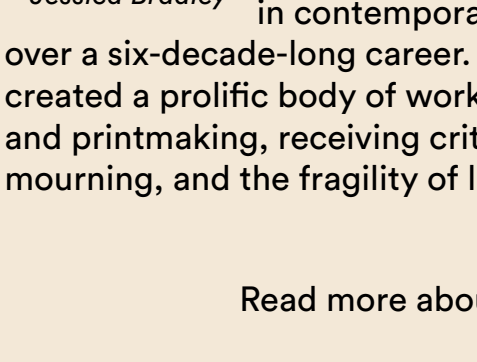 Jessica Bradley
in contempora
over a six-decade-long career.
created a prolific body of work
and printmaking, receiving crit
mourning, and the fragility of l
Read more abou